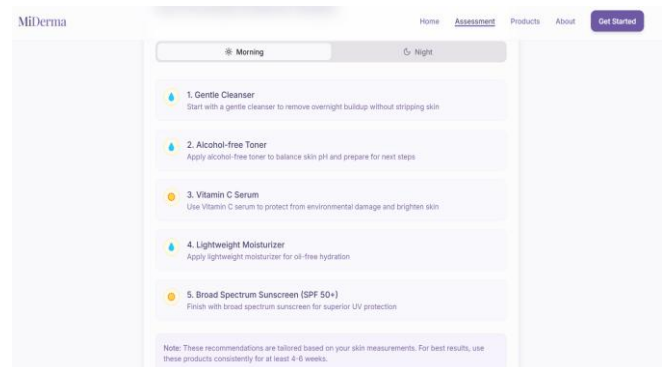 MiDerma
Home Assessment Products About Get Started
Morning Night
1. Gentle Cleanser
Start with a gentle cleanser to remove overnight buildup without stripping skin
2. Alcohol-free Toner
Apply alcohol-free toner to balance skin pH and prepare for next steps
3. Vitamin C Serum
Use Vitamin C serum to protect from environmental damage and brighten skin
4. Lightweight Moisturizer
Apply lightweight moisturizer for oil-free hydration
5. Broad Spectrum Sunscreen (SPF 50+)
Finish with broad spectrum sunscreen for superior UV protection
Note: These recommendations are tailored based on your skin measurements. For best results, use
these products consistently for at least 4-6 weeks.